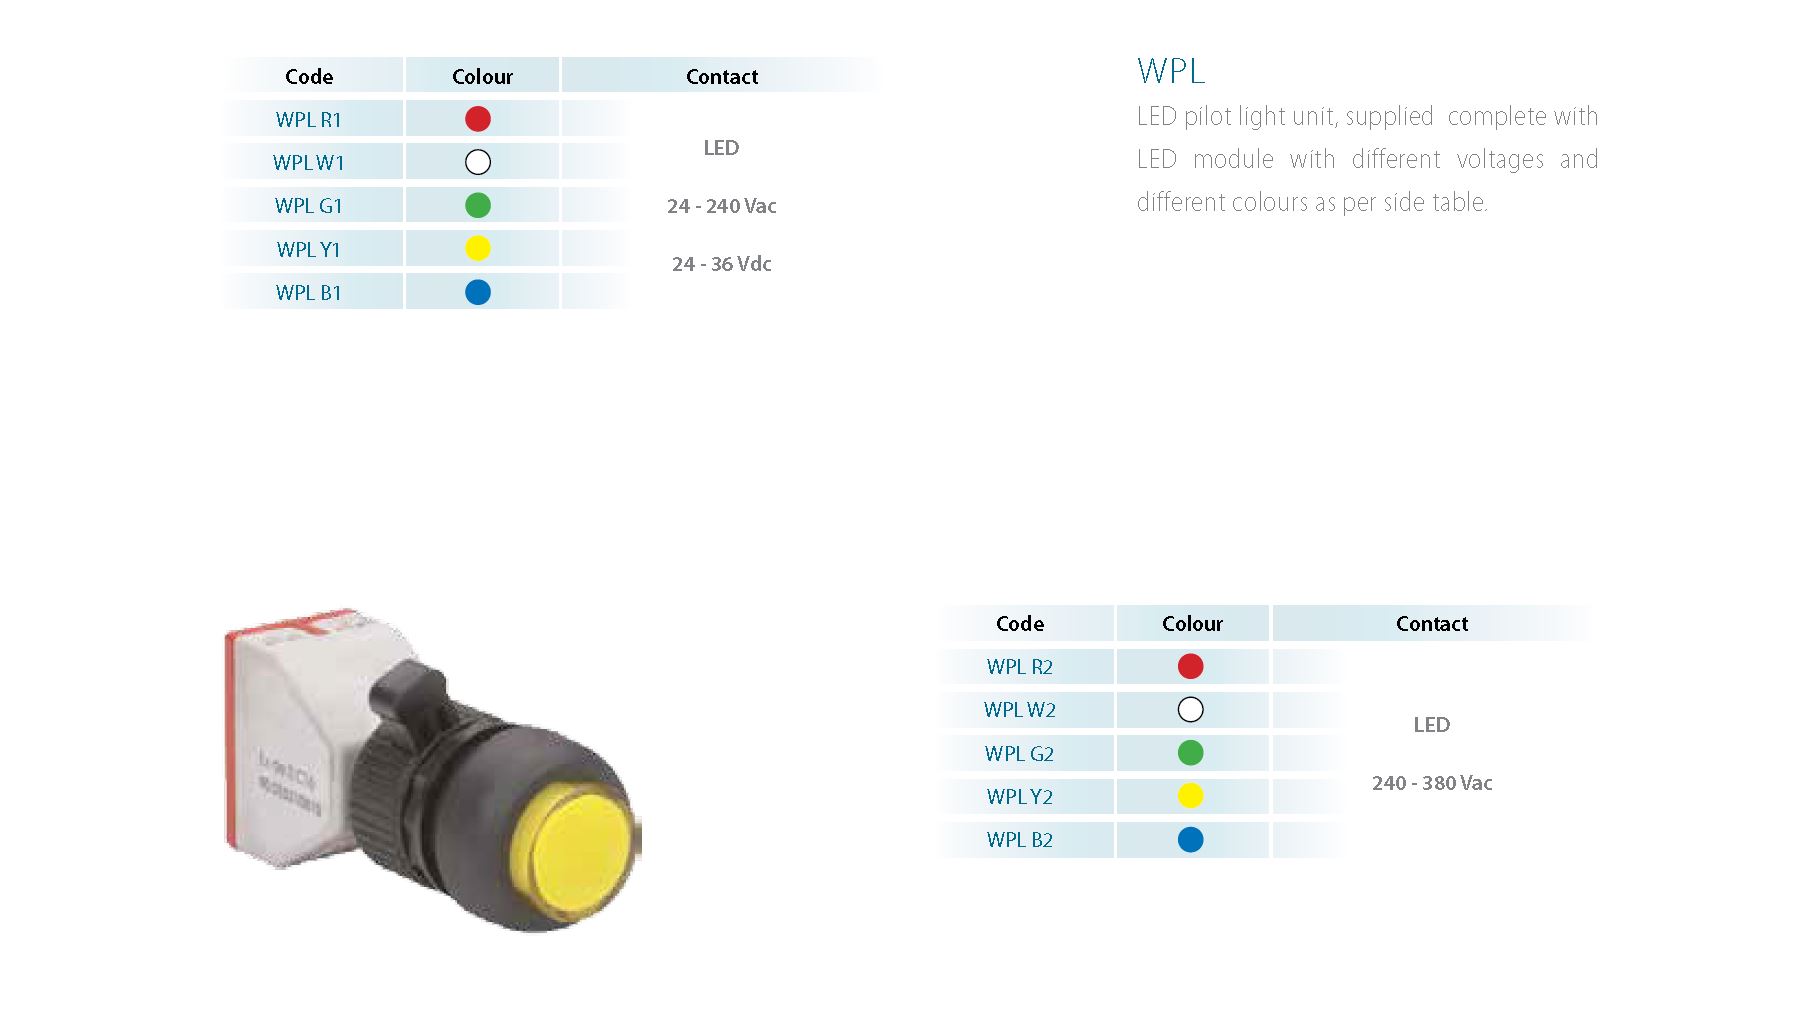 Code Colour Contact
WPL R1
WPL W1
WPL G1
WPL Y1
WPL B1
LED
24 - 240 Vac
24 - 36 Vdc
WPL
LED pilot light unit, supplied complete with
LED module with different voltages and
different colours as per side table.
Code Colour Contact
WPL R2
WPL W2
WPL G2
WPL Y2
WPL B2
LED
240 - 380 Vac